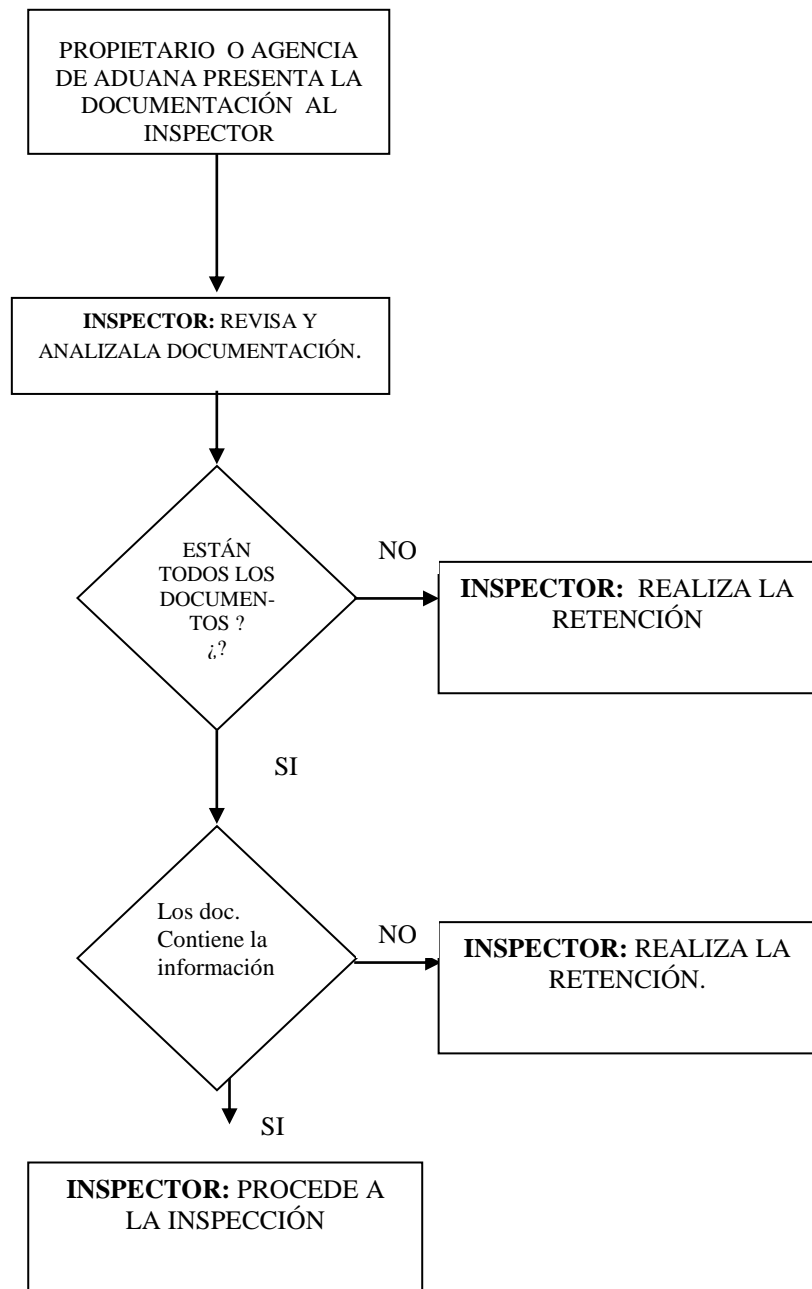 PROPIETARIO O AGENCIA
DE ADUANA PRESENTA LA
DOCUMENTACIÓN AL
INSPECTOR
INSPECTOR: REVISA Y
ANALIZALA DOCUMENTACIÓN.
ESTÁN
TODOS LOS
DOCUMEN-
TOS ?
¿?
NO
INSPECTOR: REALIZA LA
RETENCIÓN
SI
Los doc.
Contiene la
información
NO
INSPECTOR: REALIZA LA
RETENCIÓN.
SI
INSPECTOR: PROCEDE A
LA INSPECCIÓN